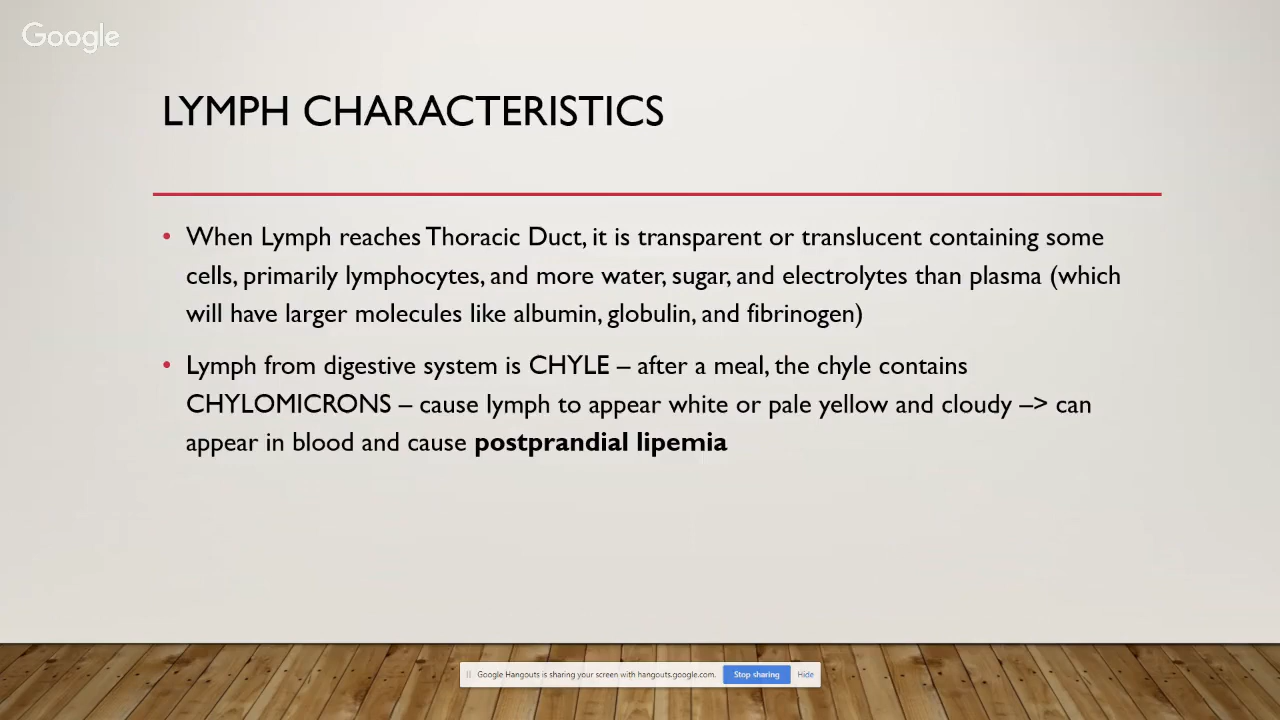 Google
LYMPH CHARACTERISTICS
• When Lymph reaches Thoracic Duct, it is transparent or translucent containing some
cells, primarily lymphocytes, and more water, sugar, and electrolytes than plasma (which
will have larger molecules like albumin, globulin, and fibrinogen)
• Lymph from digestive system is CHYLE – after a meal, the chyle contains
CHYLOMICRONS – cause lymph to appear white or pale yellow and cloudy –> can
appear in blood and cause postprandial lipemia
Google Hangouts is sharing your screen with hangouts.google.com. Stop sharing Hide